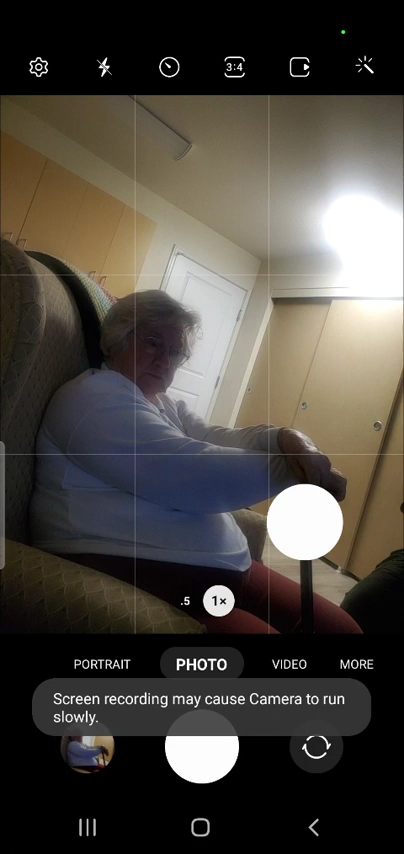 3:4
.5 1×
PORTRAIT PHOTO VIDEO MORE
Screen recording may cause Camera to run
slowly.